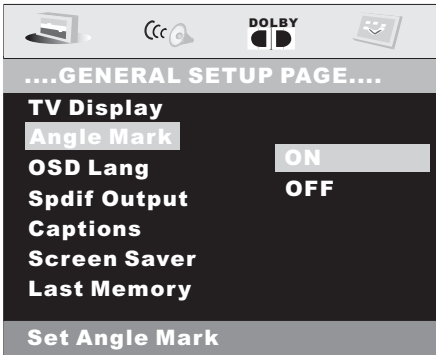 DOLBY
....GENERAL SETUP PAGE....
TV Display
Angle Mark
ON
OSD Lang
OFF
Spdif Output
Captions
Screen Saver
Last Memory
Set Angle Mark